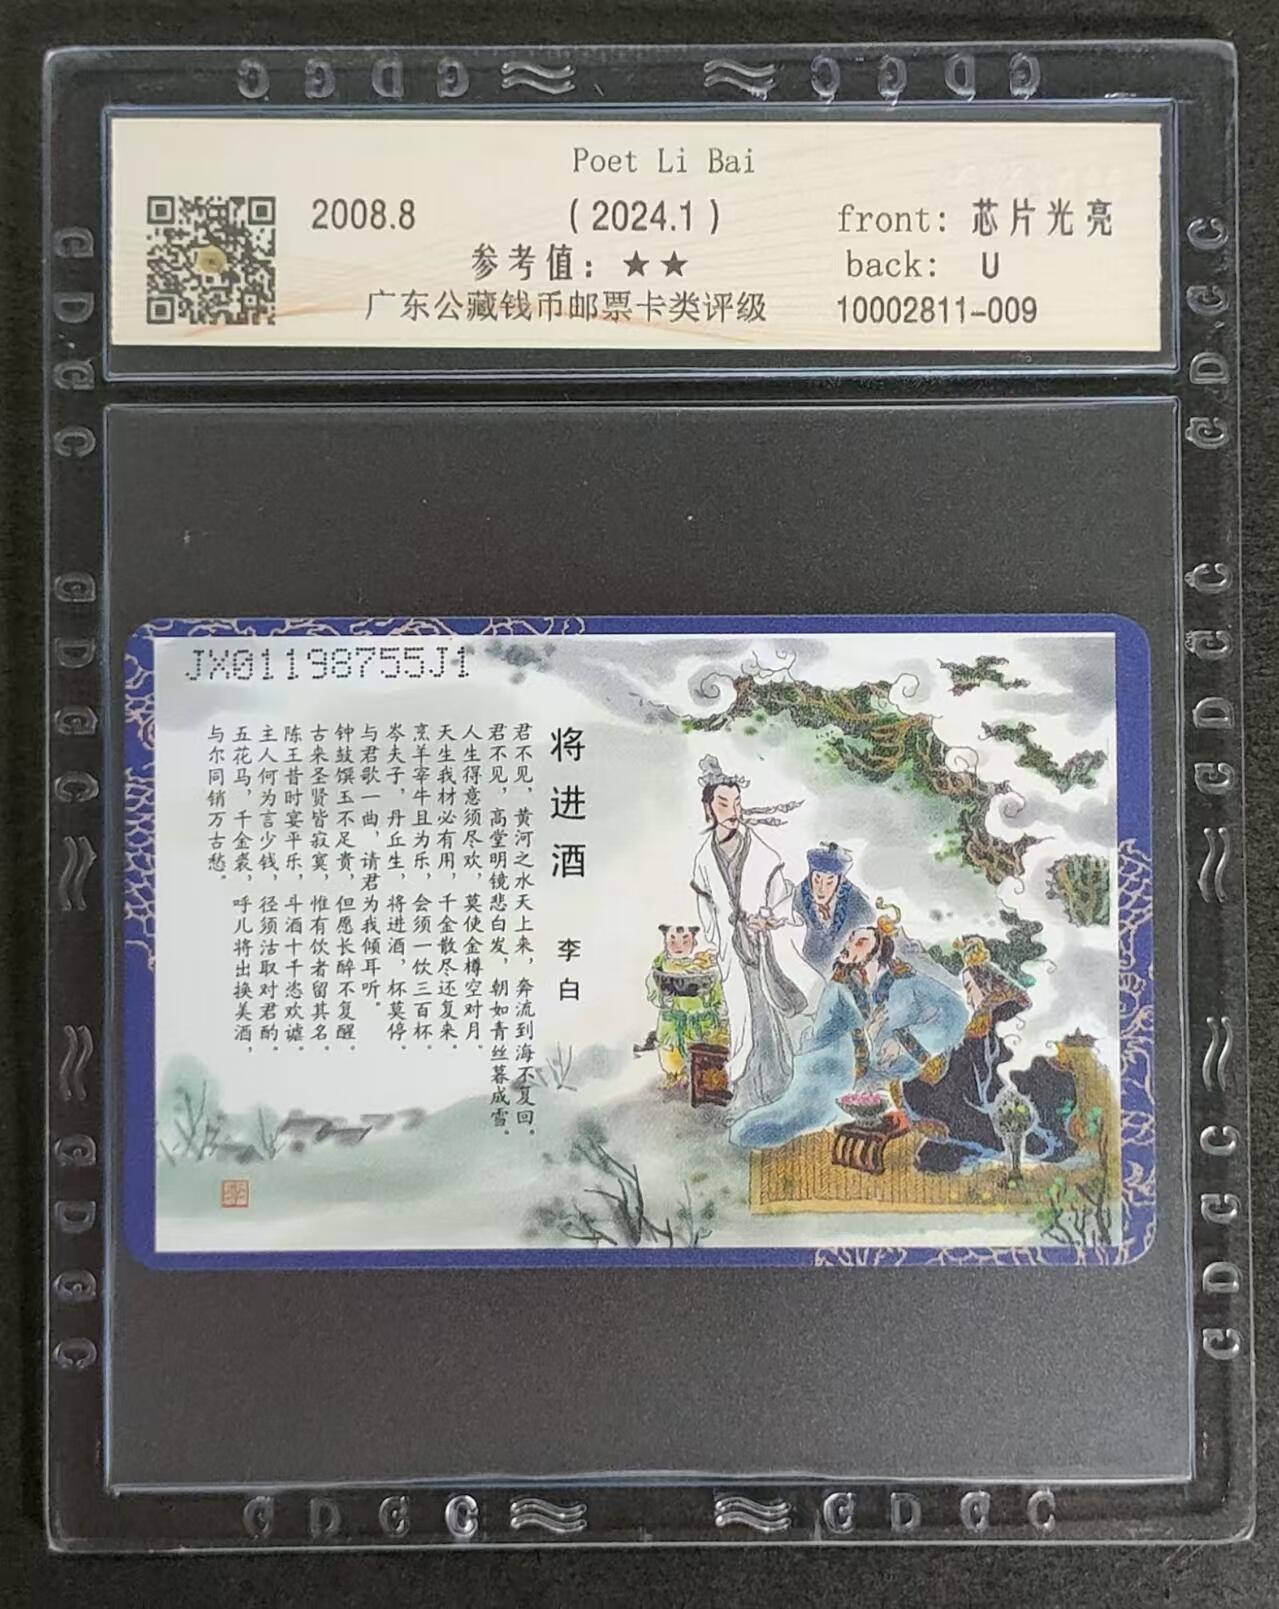 GDGC
GDGC
Poet Li Bai
2008.8
(2024.1)
front: 芯片光亮
参考值：★★
back: U
广东公藏钱币邮票卡类评级
10002811-009
JX01198755J1
将进酒
李白
君不见，黄河之水天上来，奔流到海不复回。
君不见，高堂明镜悲白发，朝如青丝暮成雪。
人生得意须尽欢，莫使金樽空对月。
天生我材必有用，千金散尽还复来。
烹羊宰牛且为乐，会须一饮三百杯。
岑夫子，丹丘生，将进酒，杯莫停。
与君歌一曲，请君为我倾耳听。
钟鼓馔玉不足贵，但愿长醉不复醒。
古来圣贤皆寂寞，惟有饮者留其名。
陈王昔时宴平乐，斗酒十千恣欢谑。
主人何为言少钱，径须沽取对君酌。
五花马，千金裘，呼儿将出换美酒，
与尔同销万古愁。
GDGC
GDGC
GDGC
GDGC
GDGC
GDGC
GDGC
GDGC